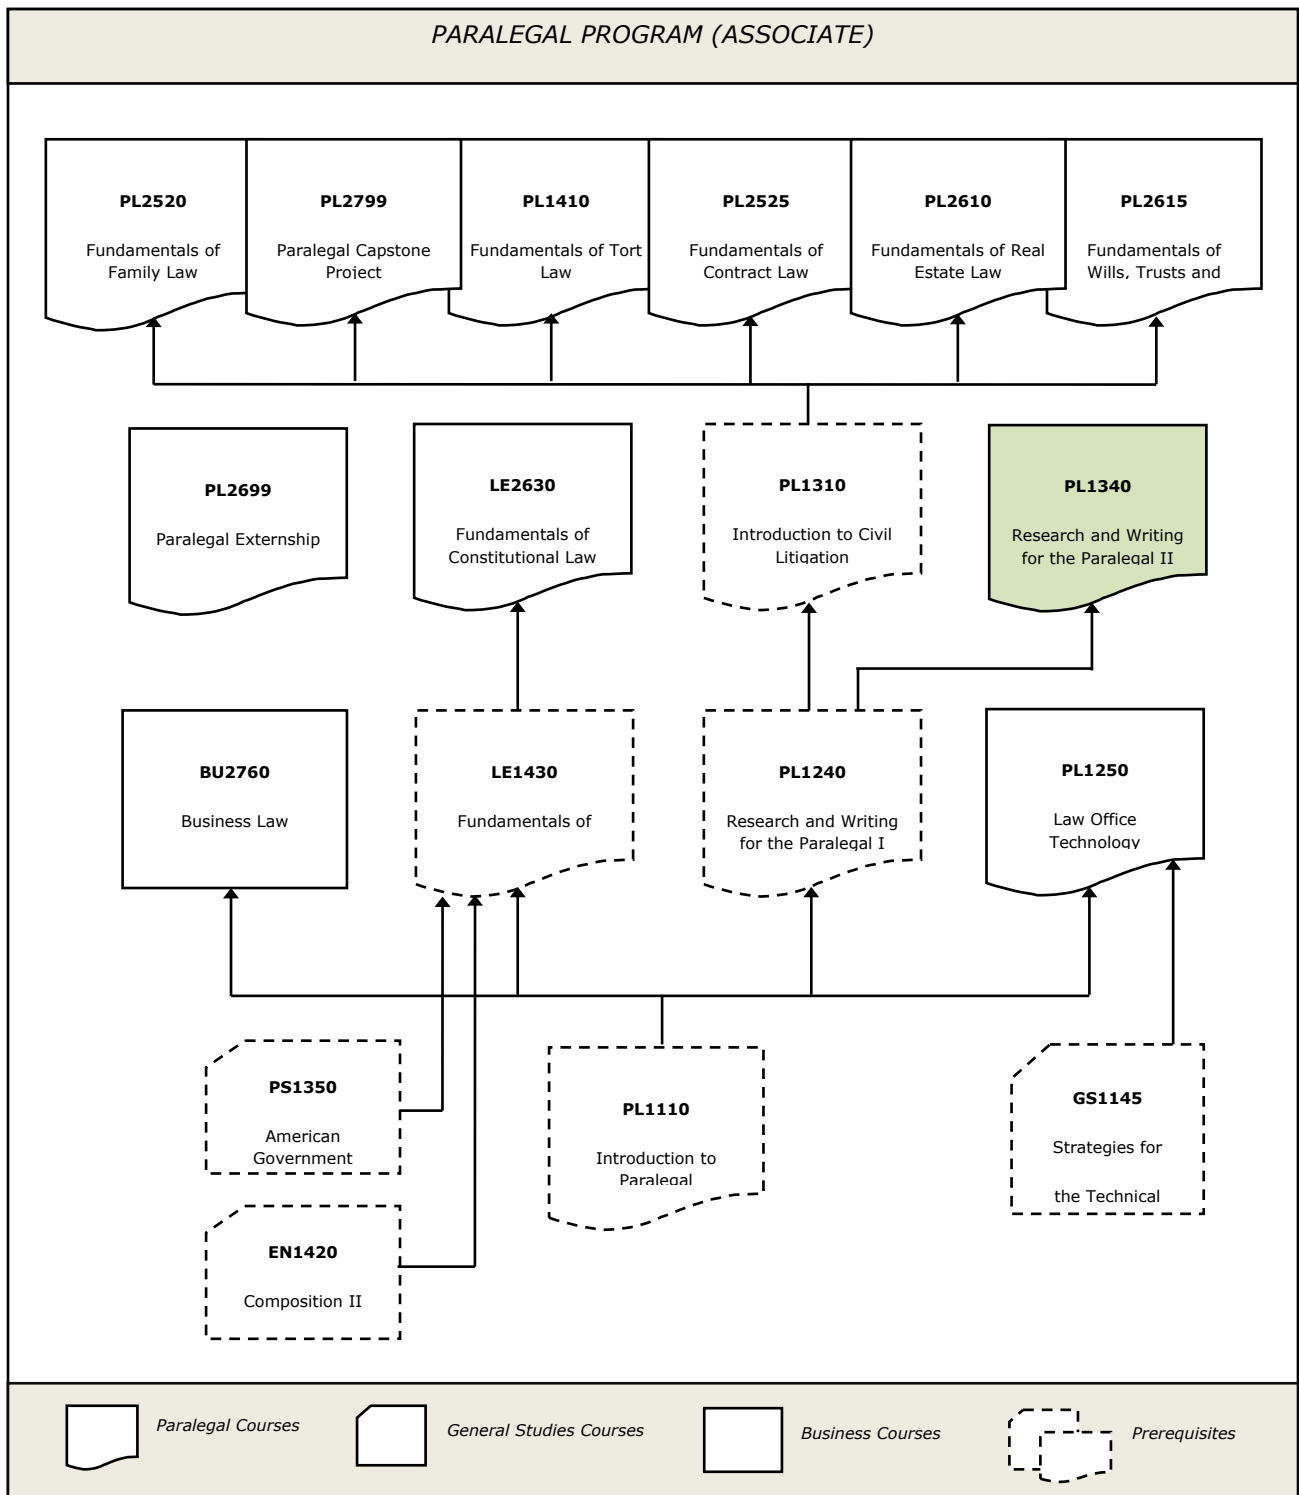 PARALEGAL PROGRAM (ASSOCIATE)
PL2520
Fundamentals of
Family Law
PL2799
Paralegal Capstone
Project
PL1410
Fundamentals of Tort
Law
PL2525
Fundamentals of
Contract Law
PL2610
Fundamentals of Real
Estate Law
PL2615
Fundamentals of
Wills, Trusts and
PL2699
Paralegal Externship
LE2630
Fundamentals of
Constitutional Law
PL1310
Introduction to Civil
Litigation
PL1340
Research and Writing
for the Paralegal II
BU2760
Business Law
LE1430
Fundamentals of
PL1240
Research and Writing
for the Paralegal I
PL1250
Law Office
Technology
PS1350
American
Government
PL1110
Introduction to
Paralegal
GS1145
Strategies for
the Technical
EN1420
Composition II
Paralegal Courses
General Studies Courses
Business Courses
Prerequisites